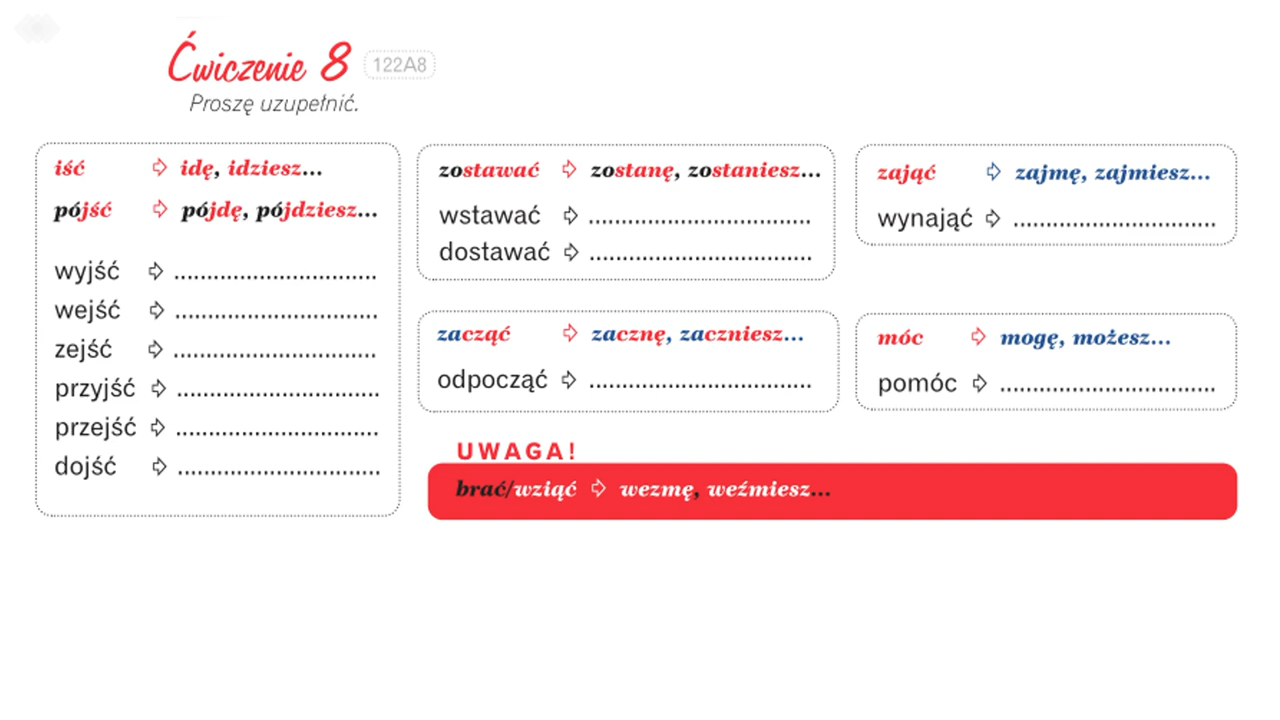 Ćwiczenie 8 122A8
Proszę uzupełnić.
iść ⇨ idę, idziesz...
pójść ⇨ pójdę, pójdziesz...
wyjść ⇨ ...............................
wejść ⇨ ...............................
zejść ⇨ ...............................
przyjść ⇨ ...............................
przejść ⇨ ...............................
dojść ⇨ ...............................
zostawać ⇨ zostanę, zostaniesz...
wstawać ⇨ ..................................
dostawać ⇨ ..................................
zacząć ⇨ zacznę, zaczniesz...
odpocząć ⇨ ..................................
zająć ⇨ zajmę, zajmiesz...
wynająć ⇨ ...............................
móc ⇨ mogę, możesz...
pomóc ⇨ .................................
UWAGA!
brać/wziąć ⇨ wezmę, weźmiesz...